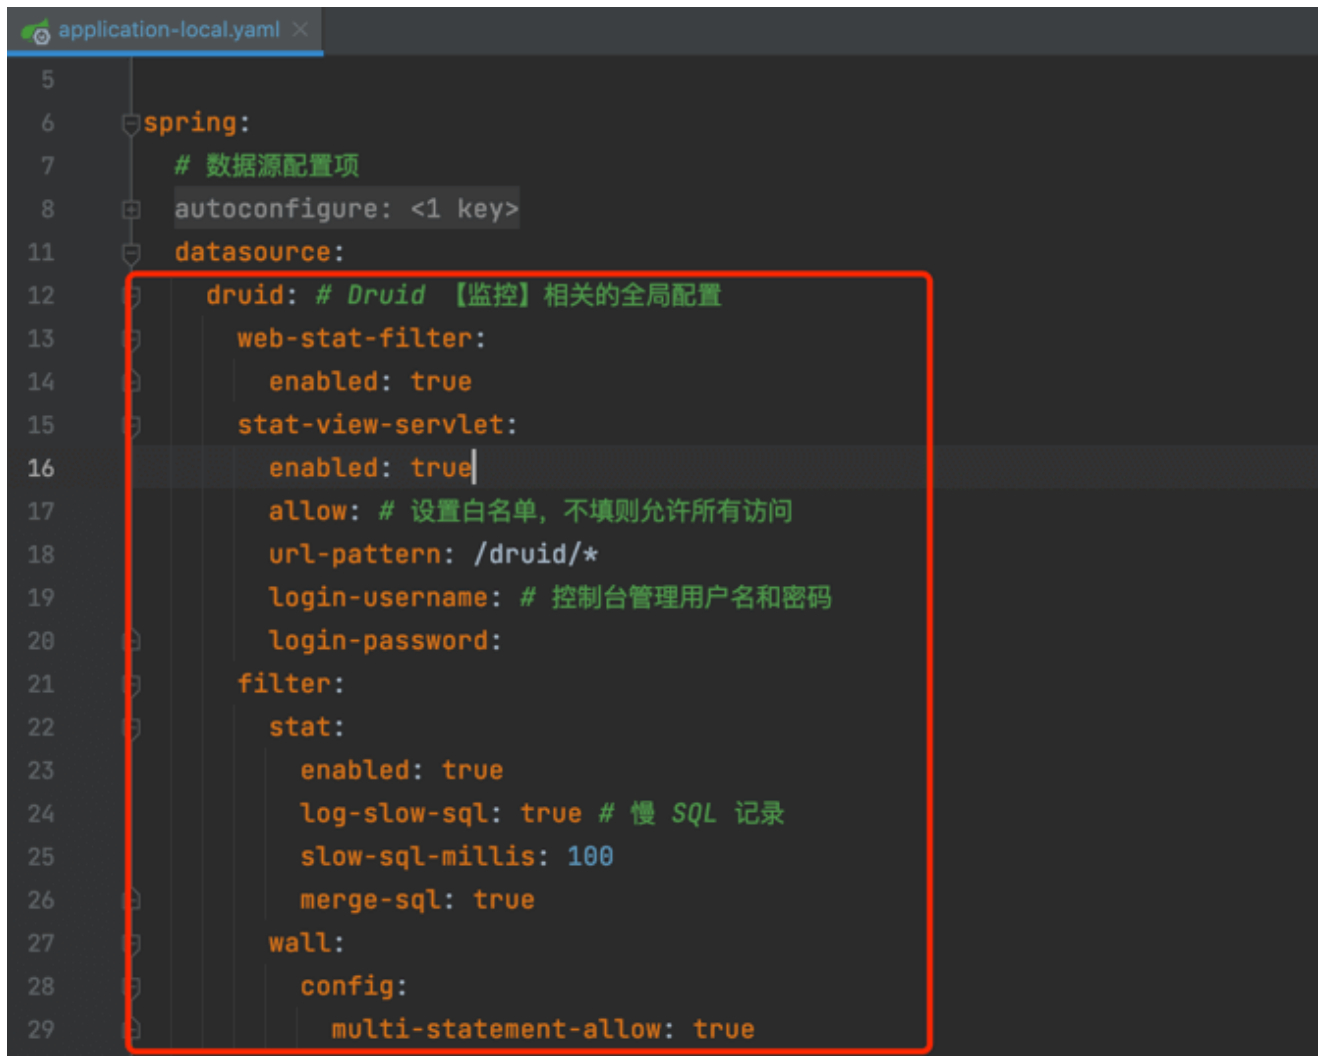 application-local.yaml
5
6 spring:
7 # 数据源配置项
8 autoconfigure: <1 key>
11 datasource:
12 druid: # Druid 【监控】相关的全局配置
13 web-stat-filter:
14 enabled: true
15 stat-view-servlet:
16 enabled: true
17 allow: # 设置白名单，不填则允许所有访问
18 url-pattern: /druid/*
19 login-username: # 控制台管理用户名和密码
20 login-password:
21 filter:
22 stat:
23 enabled: true
24 log-slow-sql: true # 慢 SQL 记录
25 slow-sql-millis: 100
26 merge-sql: true
27 wall:
28 config:
29 multi-statement-allow: true